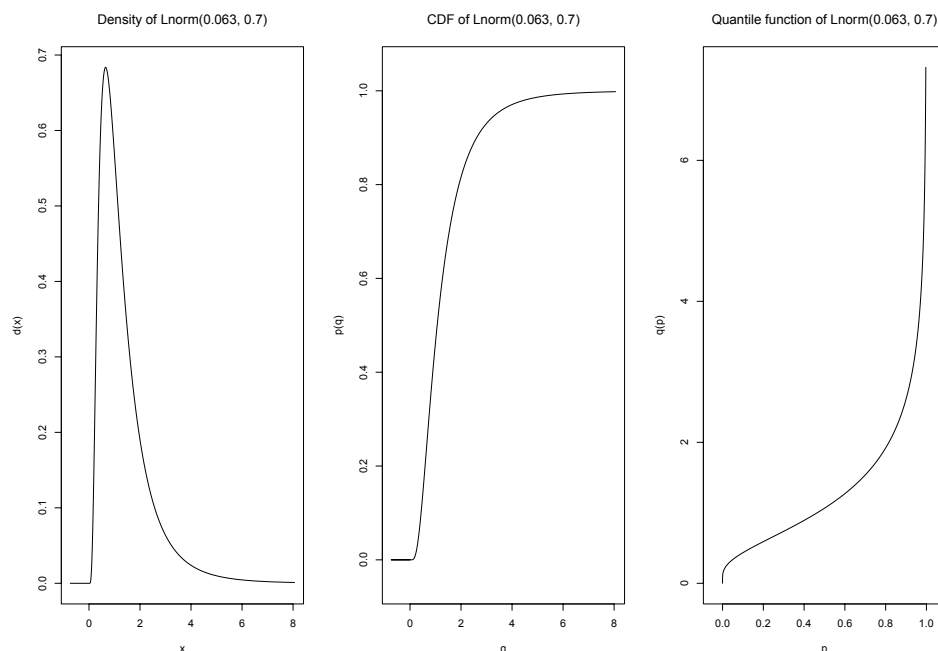 Density of Lnorm(0.063, 0.7)
d(x)
0.7
0.6
0.5
0.4
0.3
0.2
0.1
0.0
0 2 4 6 8
x
CDF of Lnorm(0.063, 0.7)
p(q)
1.0
0.8
0.6
0.4
0.2
0.0
0 2 4 6 8
q
Quantile function of Lnorm(0.063, 0.7)
q(p)
6
4
2
0
0.0 0.2 0.4 0.6 0.8 1.0
p